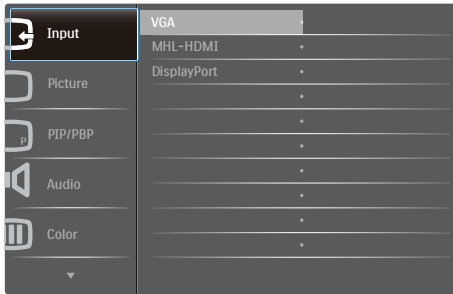 Input
Picture
P
PIP/PBP
Audio
Color
VGA
MHL-HDMI
DisplayPort